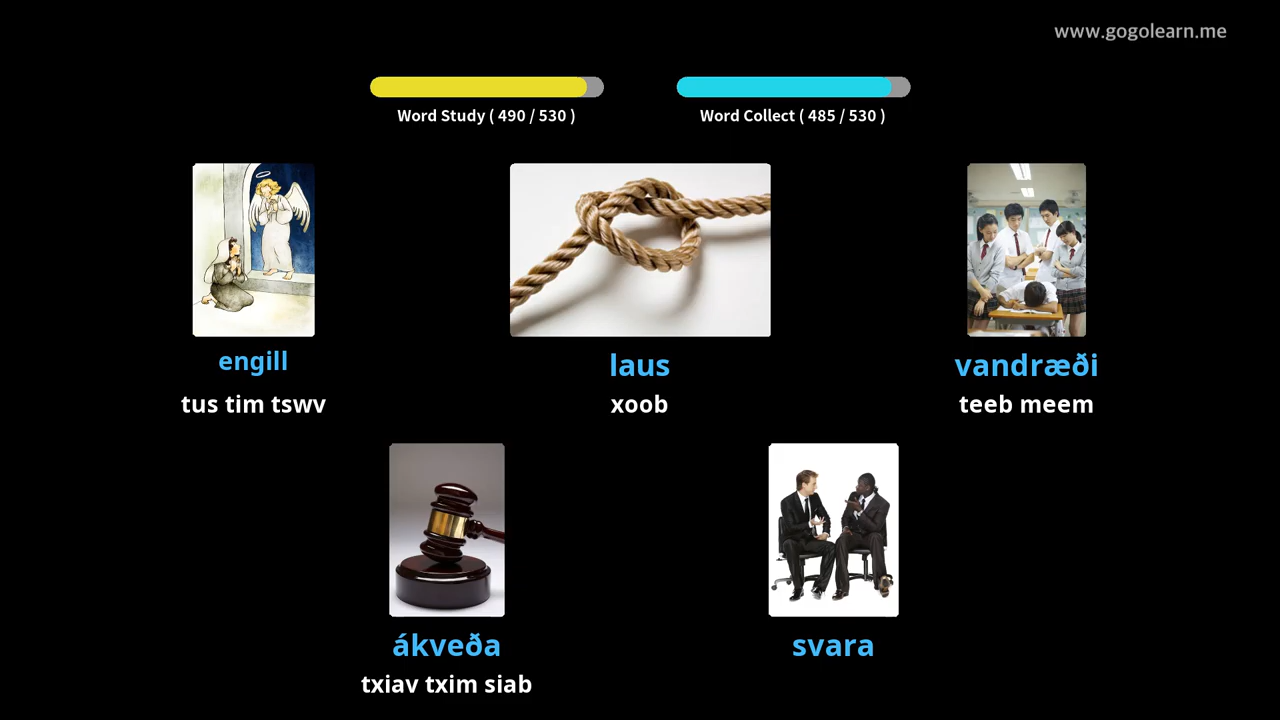 www.gogolearn.me
Word Study ( 490 / 530 )
Word Collect ( 485 / 530 )
engill
tus tim tswv
laus
xoob
vandræði
teeb meem
ákveða
txiav txim siab
svara